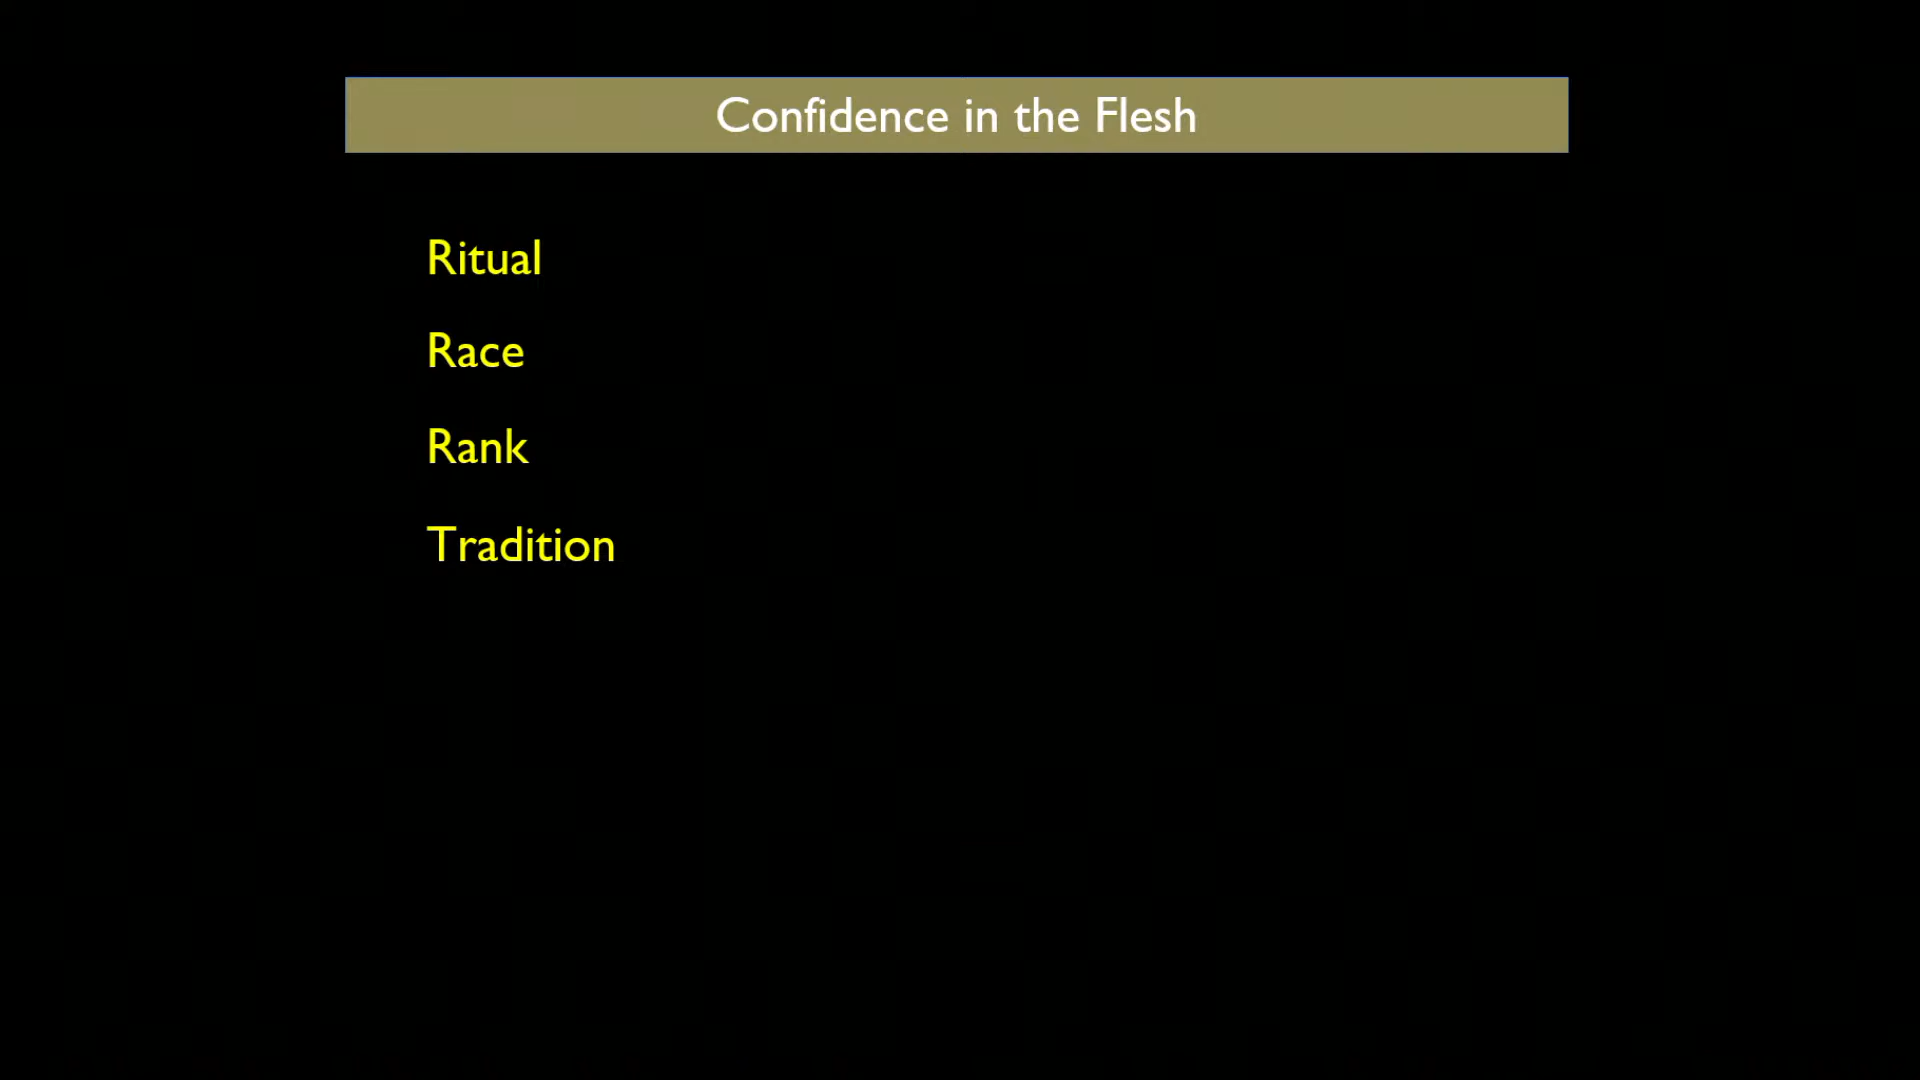 Confidence in the Flesh
Ritual
Race
Rank
Tradition